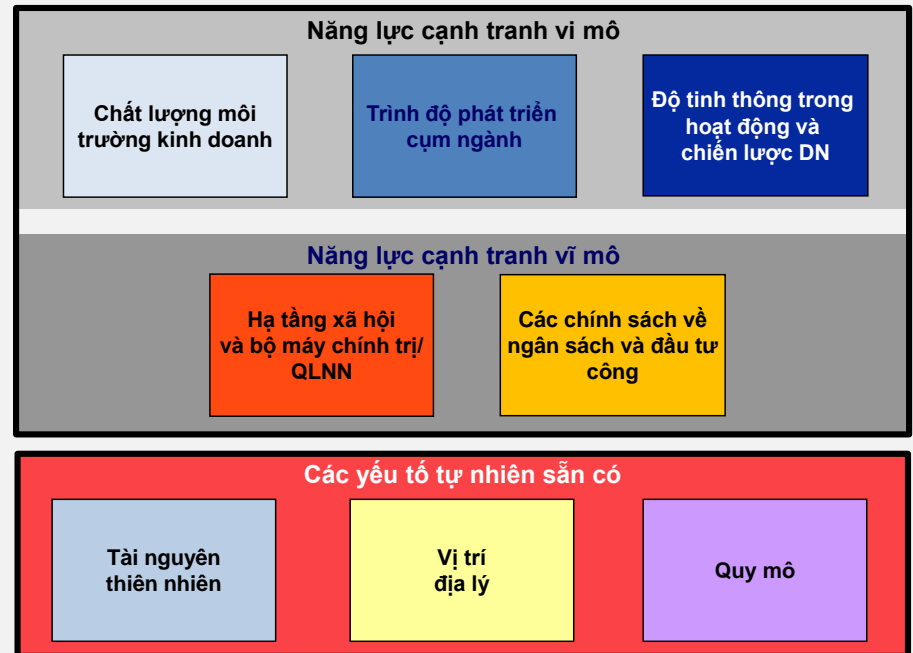 Năng lực cạnh tranh vi mô
Chất lượng môi
trường kinh doanh
Trình độ phát triển
cụm ngành
Độ tinh thông trong
hoạt động và
chiến lược DN
Năng lực cạnh tranh vĩ mô
Hạ tầng xã hội
và bộ máy chính trị/
QLNN
Các chính sách về
ngân sách và đầu tư
công
Các yếu tố tự nhiên sẵn có
Tài nguyên
thiên nhiên
Vị trí
địa lý
Quy mô